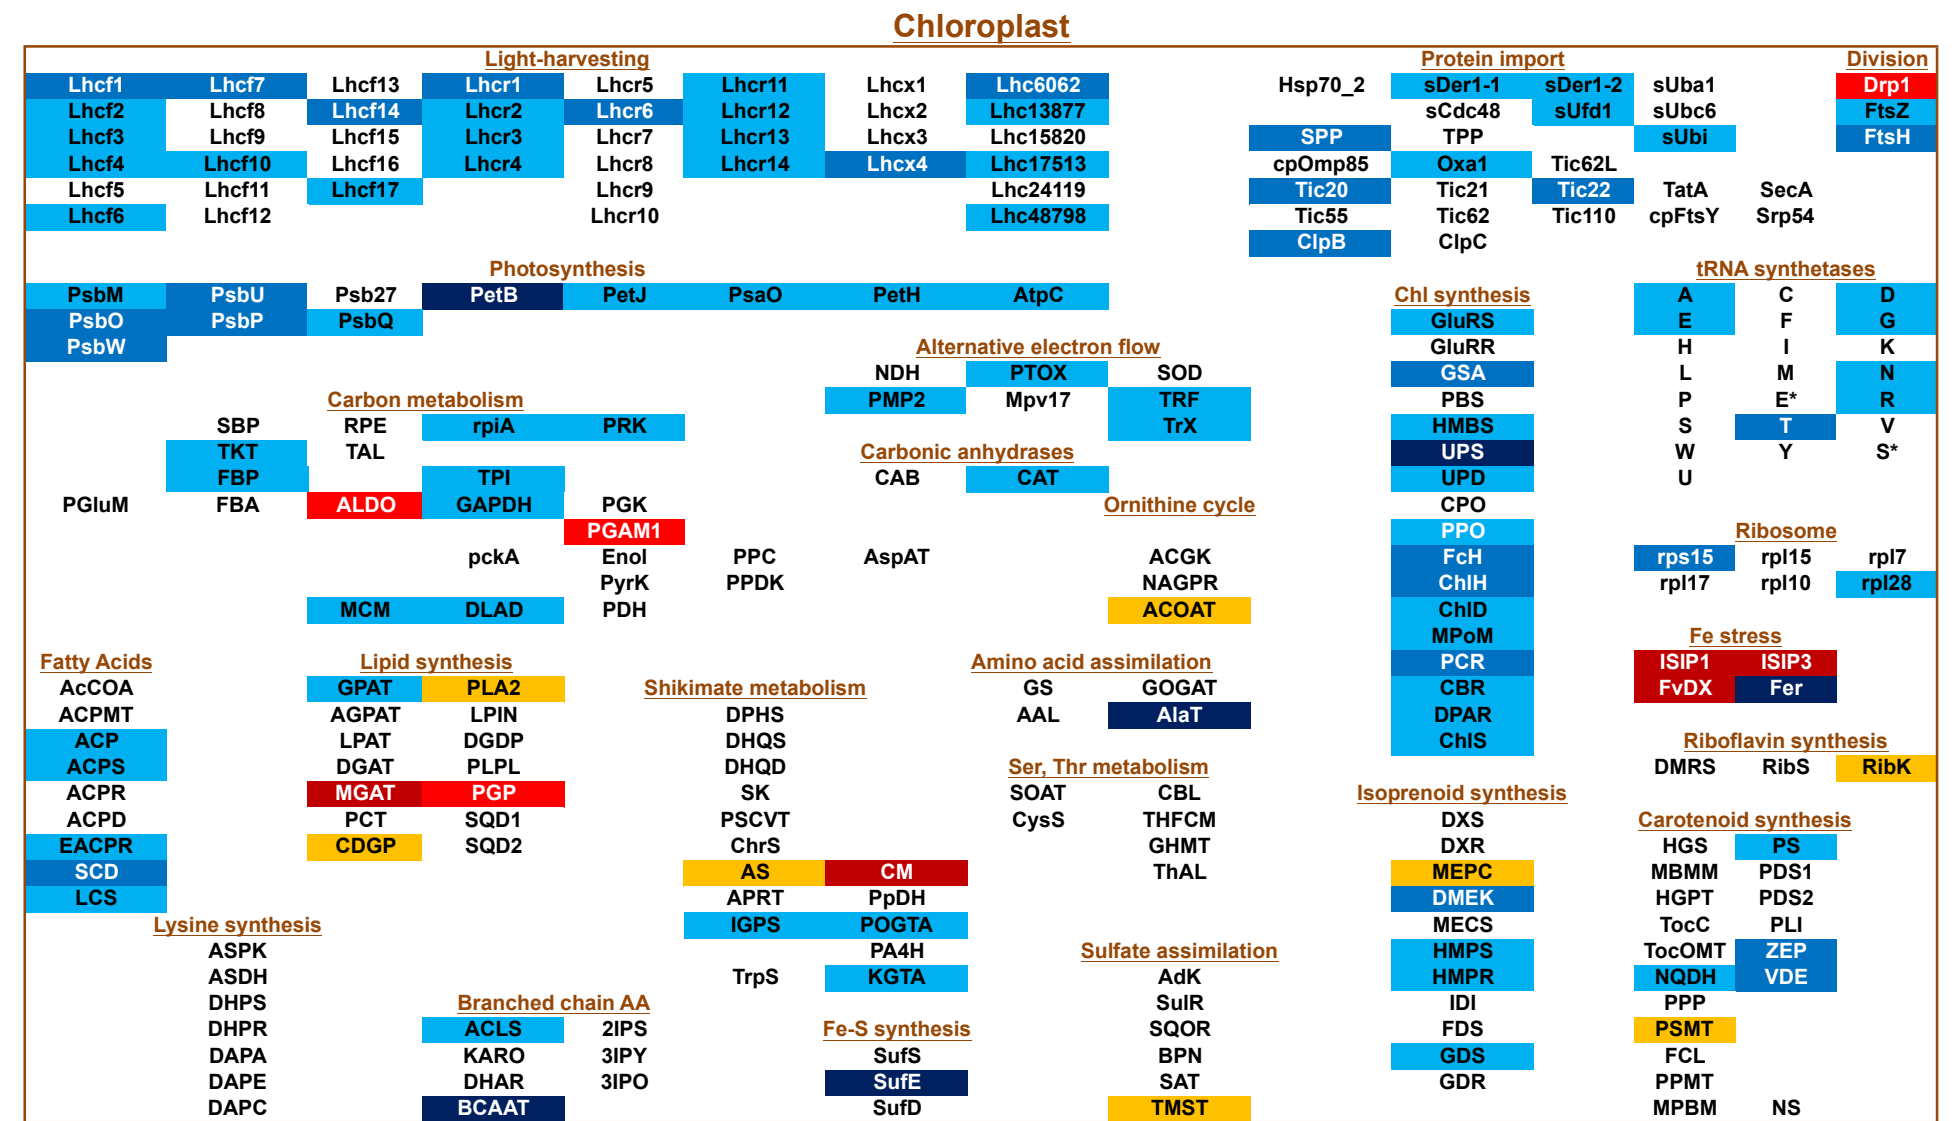 Chloroplast
Light-harvesting Protein import Division
Lhcf1 Lhcf7 Lhcf13 Lhcr1 Lhcr5 Lhcr11 Lhcx1 Lhc6062 Hsp70_2 sDer1-1 sDer1-2 sUba1 Drp1
Lhcf2 Lhcf8 Lhcf14 Lhcr2 Lhcr6 Lhcr12 Lhcx2 Lhc13877 sCdc48 sUfd1 sUbc6 FtsZ
Lhcf3 Lhcf9 Lhcf15 Lhcr3 Lhcr7 Lhcr13 Lhcx3 Lhc15820 SPP TPP sUbi FtsH
Lhcf4 Lhcf10 Lhcf16 Lhcr4 Lhcr8 Lhcr14 Lhcx4 Lhc17513 cpOmp85 Oxa1 Tic62L
Lhcf5 Lhcf11 Lhcf17 Lhcr9 Lhc24119 Tic20 Tic21 Tic22 TatA SecA
Lhcf6 Lhcf12 Lhcr10 Lhc48798 Tic55 Tic62 Tic110 cpFtsY Srp54
ClpB ClpC
Photosynthesis tRNA synthetases
PsbM PsbU Psb27 PetB PetJ PsaO PetH AtpC Chl synthesis A C D
PsbO PsbP PsbQ GluRS E F G
PsbW Alternative electron flow GluRR H I K
NDH PTOX SOD GSA L M N
Carbon metabolism PMP2 Mpv17 TRF PBS P E* R
SBP RPE rpiA PRK TrX HMBS S T V
TKT TAL Carbonic anhydrases UPS W Y S*
FBP TPI CAB CAT UPD U
PGluM FBA ALDO GAPDH PGK Ornithine cycle CPO
PGAM1 PPO Ribosome
pckA Enol PPC AspAT ACGK FcH rps15 rpl15 rpl7
PyrK PPDK NAGPR ChlH rpl17 rpl10 rpl28
MCM DLAD PDH ACOAT ChlD
MPoM Fe stress
Fatty Acids Lipid synthesis Amino acid assimilation PCR ISIP1 ISIP3
AcCOA GPAT PLA2 Shikimate metabolism GS GOGAT CBR FvDX Fer
ACPMT AGPAT LPIN DPHS AAL AlaT DPAR
ACP LPAT DGDP DHQS ChlS Riboflavin synthesis
ACPS DGAT PLPL DHQD Ser, Thr metabolism DMRS RibS RibK
ACPR MGAT PGP SK SOAT CBL Isoprenoid synthesis
ACPD PCT SQD1 PSCVT CysS THFCM DXS Carotenoid synthesis
EACPR CDGP SQD2 ChrS GHMT DXR HGS PS
SCD AS CM ThAL MEPC MBMM PDS1
LCS APRT PpDH DMEK HGPT PDS2
Lysine synthesis IGPS POGTA MECS TocC PLI
ASPK PA4H Sulfate assimilation HMPS TocOMT ZEP
ASDH TrpS KGTA AdK HMPR NQDH VDE
DHPS Branched chain AA SulR IDI PPP
DHPR ACLS 2IPS Fe-S synthesis SQOR FDS PSMT
DAPA KARO 3IPY SufS BPN GDS FCL
DAPE DHAR 3IPO SufE SAT GDR PPMT
DAPC BCAAT SufD TMST MPBM NS